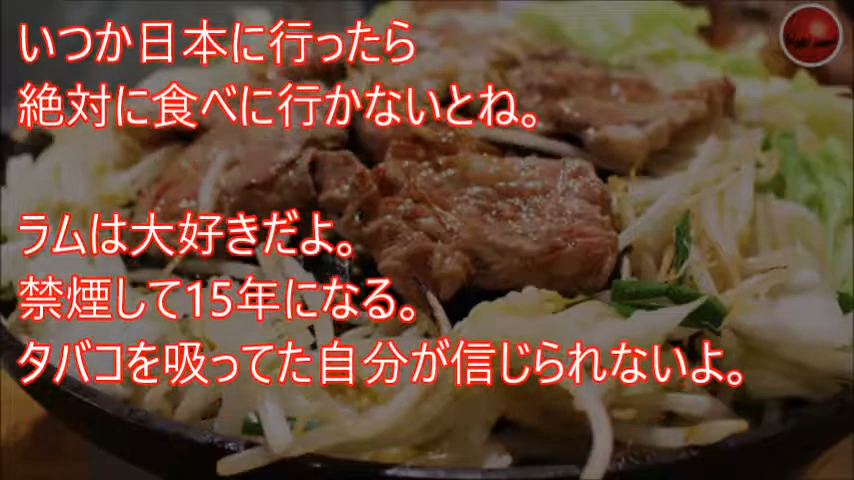 いつか日本に行ったら
絶対に食べに行かないとね。
ラムは大好きだよ。
禁煙して15年になる。
タバコを吸ってた自分が信じられないよ。